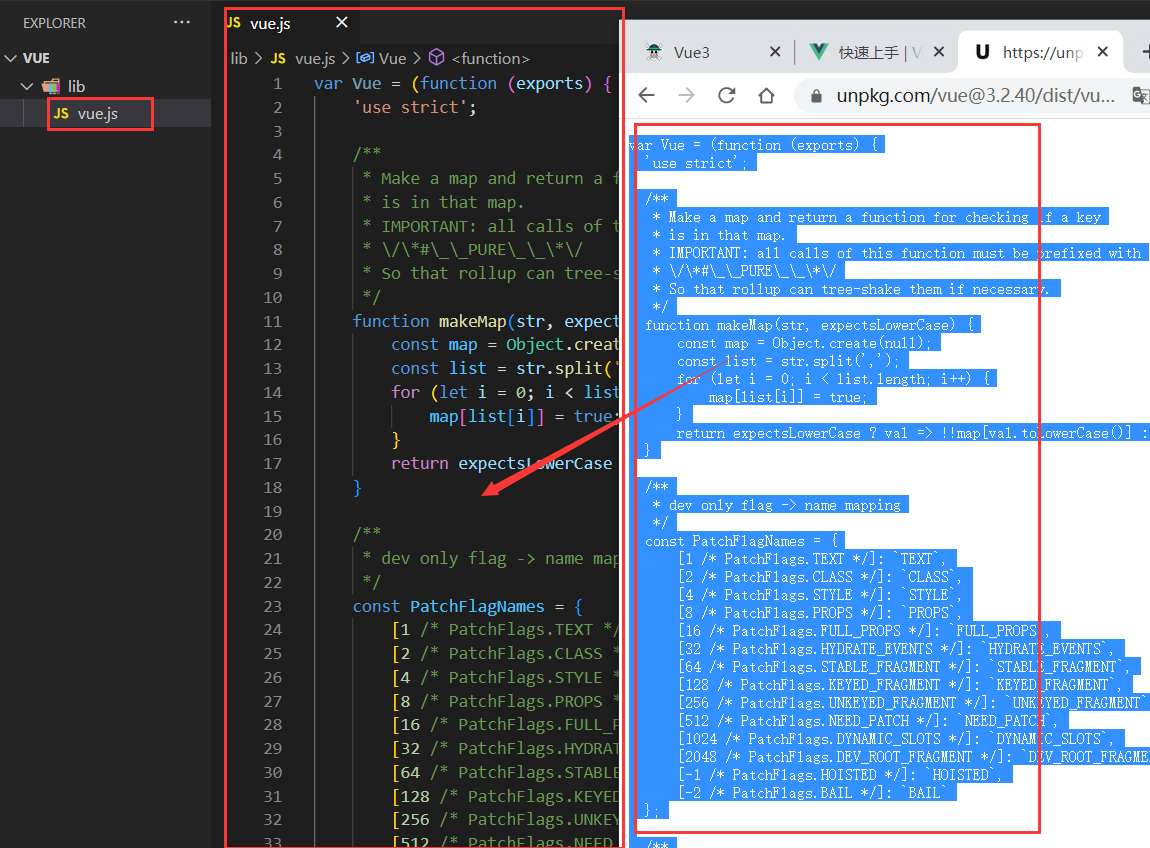 EXPLORER
···
VUE
lib
JS vue.js
JS vue.js
lib > JS vue.js > Vue > <function>
1 var Vue = (function (exports) {
2 'use strict';
3
4 /**
5 * Make a map and return a f
6 * is in that map.
7 * IMPORTANT: all calls of t
8 * \/\*#\_\_PURE\_\_\*\/
9 * So that rollup can tree-s
10 */
11 function makeMap(str, expect
12 const map = Object.creat
13 const list = str.split('
14 for (let i = 0; i < list
15 map[list[i]] = true;
16 }
17 return expectsLowerCase
18 }
19
20 /**
21 * dev only flag -> name map
22 */
23 const PatchFlagNames = {
24 [1 /* PatchFlags.TEXT */
25 [2 /* PatchFlags.CLASS *
26 [4 /* PatchFlags.STYLE *
27 [8 /* PatchFlags.PROPS *
28 [16 /* PatchFlags.FULL_P
29 [32 /* PatchFlags.HYDRAT
30 [64 /* PatchFlags.STABLE
31 [128 /* PatchFlags.KEYED
32 [256 /* PatchFlags.UNKEY
33 [512 /* PatchFlags.NEED
Vue3
快速上手 | V
U https://unp
unpkg.com/vue@3.2.40/dist/vu...
var Vue = (function (exports) {
'use strict';
/**
* Make a map and return a function for checking if a key
* is in that map.
* IMPORTANT: all calls of this function must be prefixed with
* \/\*#\_\_PURE\_\_\*\/
* So that rollup can tree-shake them if necessary.
*/
function makeMap(str, expectsLowerCase) {
const map = Object.create(null);
const list = str.split(',');
for (let i = 0; i < list.length; i++) {
map[list[i]] = true;
}
return expectsLowerCase ? val => !!map[val.toLowerCase()] :
}
/**
* dev only flag -> name mapping
*/
const PatchFlagNames = {
[1 /* PatchFlags.TEXT */]: `TEXT`,
[2 /* PatchFlags.CLASS */]: `CLASS`,
[4 /* PatchFlags.STYLE */]: `STYLE`,
[8 /* PatchFlags.PROPS */]: `PROPS`,
[16 /* PatchFlags.FULL_PROPS */]: `FULL_PROPS`,
[32 /* PatchFlags.HYDRATE_EVENTS */]: `HYDRATE_EVENTS`,
[64 /* PatchFlags.STABLE_FRAGMENT */]: `STABLE_FRAGMENT`,
[128 /* PatchFlags.KEYED_FRAGMENT */]: `KEYED_FRAGMENT`,
[256 /* PatchFlags.UNKEYED_FRAGMENT */]: `UNKEYED_FRAGMENT`
[512 /* PatchFlags.NEED_PATCH */]: `NEED_PATCH`,
[1024 /* PatchFlags.DYNAMIC_SLOTS */]: `DYNAMIC_SLOTS`,
[2048 /* PatchFlags.DEV_ROOT_FRAGMENT */]: `DEV_ROOT_FRAGME
[-1 /* PatchFlags.HOISTED */]: `HOISTED`,
[-2 /* PatchFlags.BAIL */]: `BAIL`
};
/**